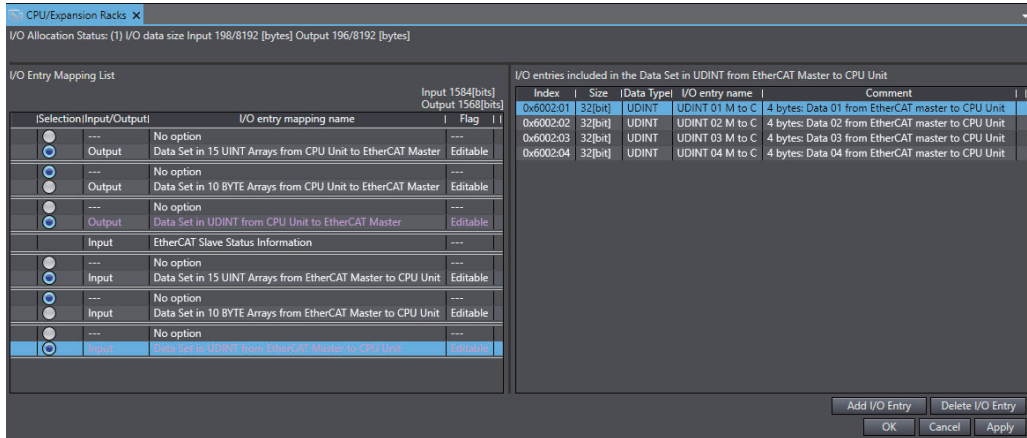 CPU/Expansion Racks X
I/O Allocation Status: (1) I/O data size Input 198/8192 [bytes] Output 196/8192 [bytes]
I/O Entry Mapping List
Input 1584[bits]
Output 1568[bits]
Selection Input/Output I/O entry mapping name Flag
--- No option ---
Output Data Set in 15 UINT Arrays from CPU Unit to EtherCAT Master Editable
--- No option ---
Output Data Set in 10 BYTE Arrays from CPU Unit to EtherCAT Master Editable
--- No option ---
Output Data Set in UDINT from CPU Unit to EtherCAT Master Editable
Input EtherCAT Slave Status Information ---
--- No option ---
Input Data Set in 15 UINT Arrays from EtherCAT Master to CPU Unit Editable
--- No option ---
Input Data Set in 10 BYTE Arrays from EtherCAT Master to CPU Unit Editable
--- No option ---
Input Data Set in UDINT from EtherCAT Master to CPU Unit Editable
I/O entries included in the Data Set in UDINT from EtherCAT Master to CPU Unit
Index Size Data Type I/O entry name Comment
0x6002:01 32[bit] UDINT UDINT 01 M to C 4 bytes: Data 01 from EtherCAT master to CPU Unit
0x6002:02 32[bit] UDINT UDINT 02 M to C 4 bytes: Data 02 from EtherCAT master to CPU Unit
0x6002:03 32[bit] UDINT UDINT 03 M to C 4 bytes: Data 03 from EtherCAT master to CPU Unit
0x6002:04 32[bit] UDINT UDINT 04 M to C 4 bytes: Data 04 from EtherCAT master to CPU Unit
Add I/O Entry Delete I/O Entry
OK Cancel Apply